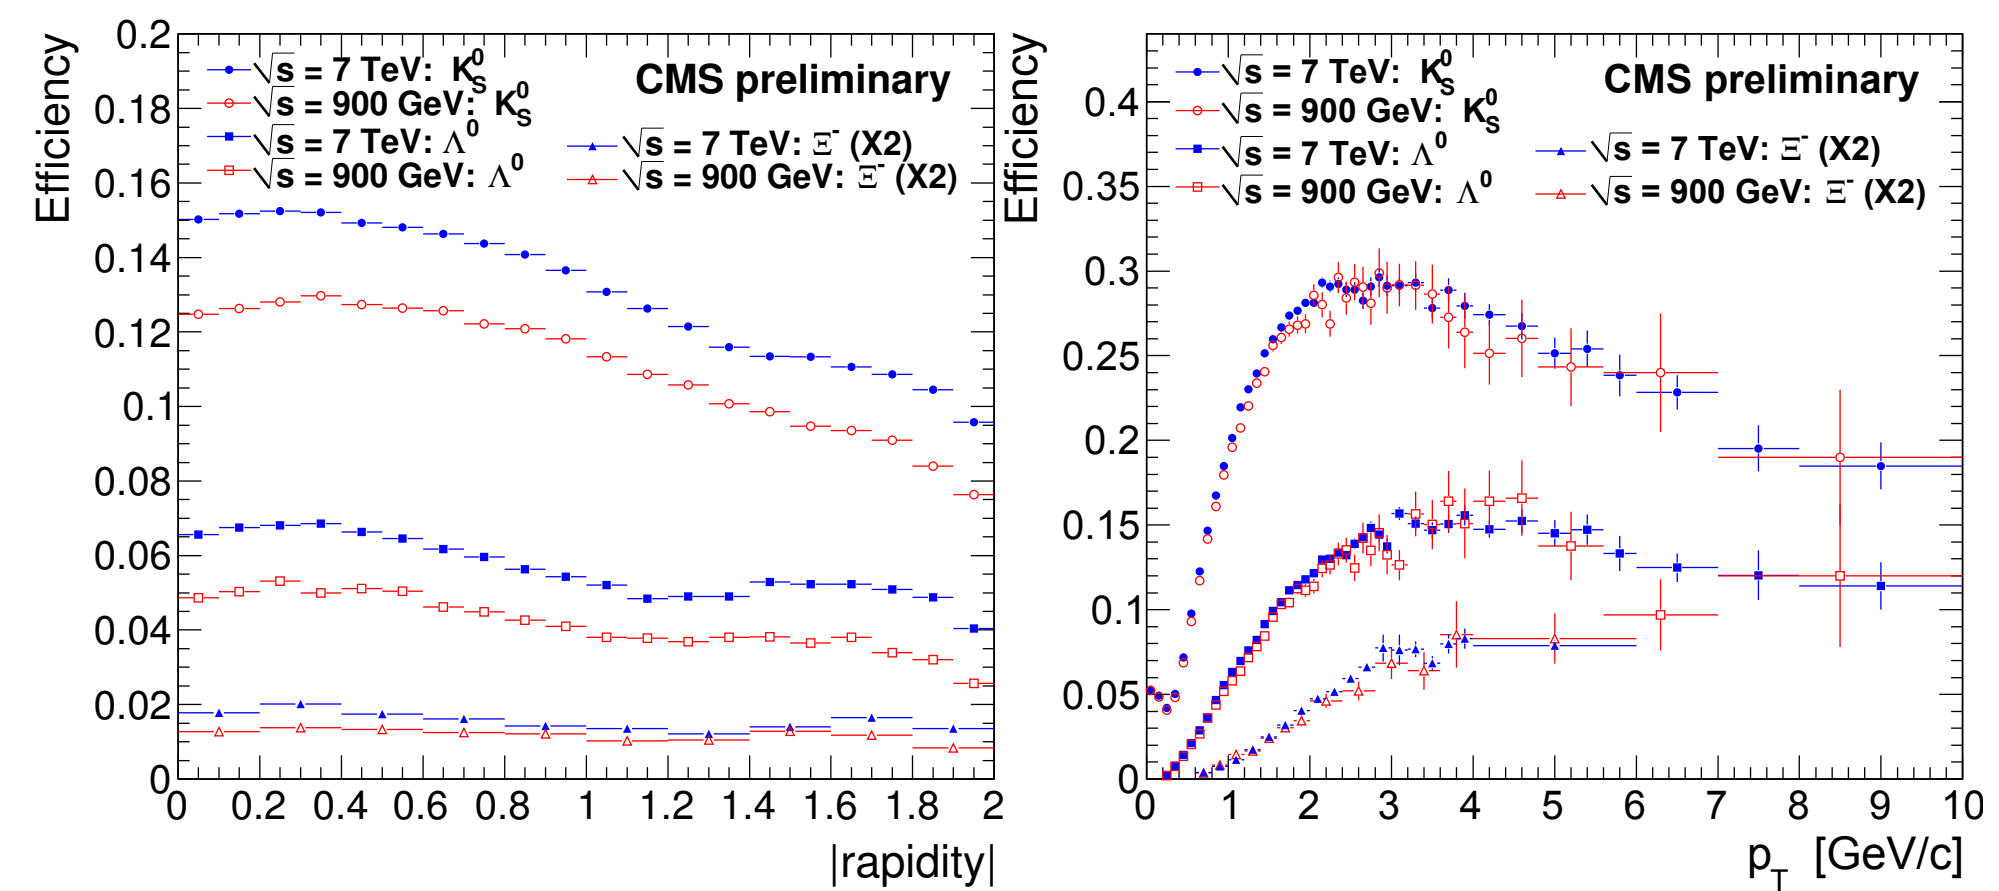 Efficiency
0.2
0.18
0.16
0.14
0.12
0.1
0.08
0.06
0.04
0.02
0
√s = 7 TeV: K⁰S
√s = 900 GeV: K⁰S
√s = 7 TeV: Λ⁰
√s = 900 GeV: Λ⁰
CMS preliminary
√s = 7 TeV: Ξ⁻ (X2)
√s = 900 GeV: Ξ⁻ (X2)
0 0.2 0.4 0.6 0.8 1 1.2 1.4 1.6 1.8 2
|rapidity|
Efficiency
0.4
0.35
0.3
0.25
0.2
0.15
0.1
0.05
0
√s = 7 TeV: K⁰S
√s = 900 GeV: K⁰S
√s = 7 TeV: Λ⁰
√s = 900 GeV: Λ⁰
CMS preliminary
√s = 7 TeV: Ξ⁻ (X2)
√s = 900 GeV: Ξ⁻ (X2)
0 1 2 3 4 5 6 7 8 9 10
pT [GeV/c]